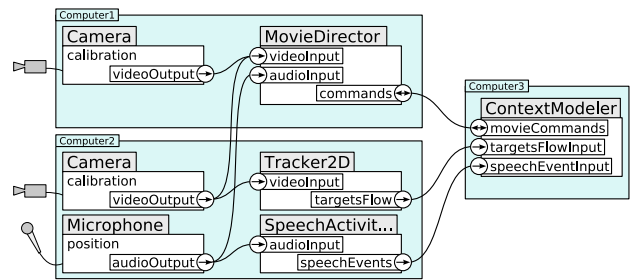 Computer1
Camera
calibration
videoOutput
MovieDirector
videoInput
audioInput
commands
Computer2
Camera
calibration
videoOutput
Microphone
position
audioOutput
Tracker2D
videoInput
targetsFlow
SpeechActivit...
audioInput
speechEvents
Computer3
ContextModeler
movieCommands
targetsFlowInput
speechEventInput